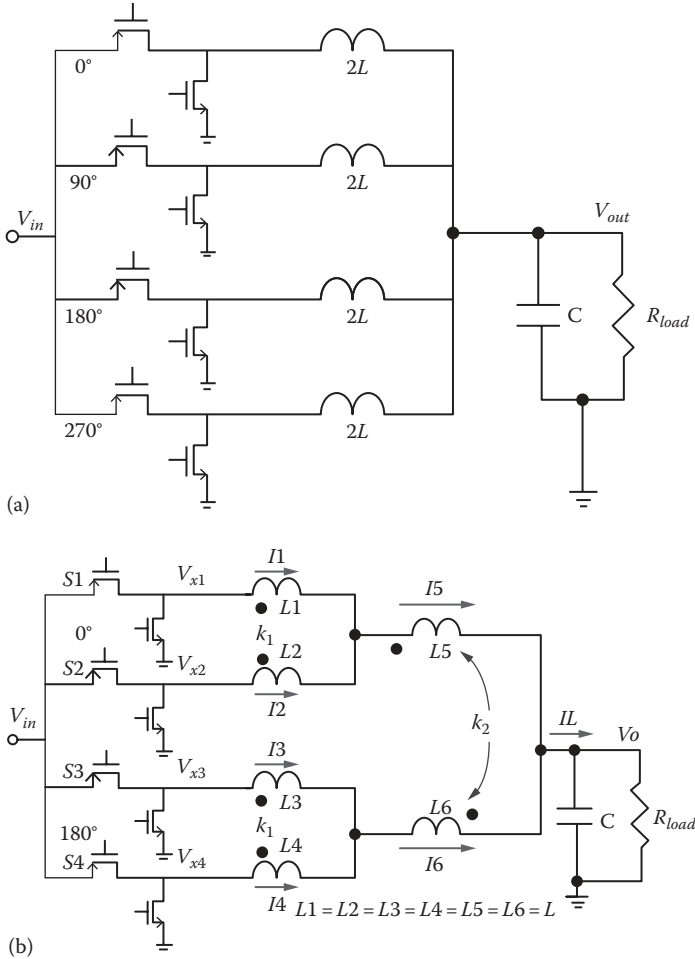 0°
2L
90°
2L
V_in
V_out
C
R_load
180°
2L
270°
2L
(a)
I1
S1
V_x1
L1
I5
0°
k_1
L5
S2
V_x2
L2
V_in
I2
k_2
IL
Vo
I3
S3
V_x3
L3
L6
C
R_load
180°
k_1
S4
V_x4
L4
I6
I4
L1 = L2 = L3 = L4 = L5 = L6 = L
(b)